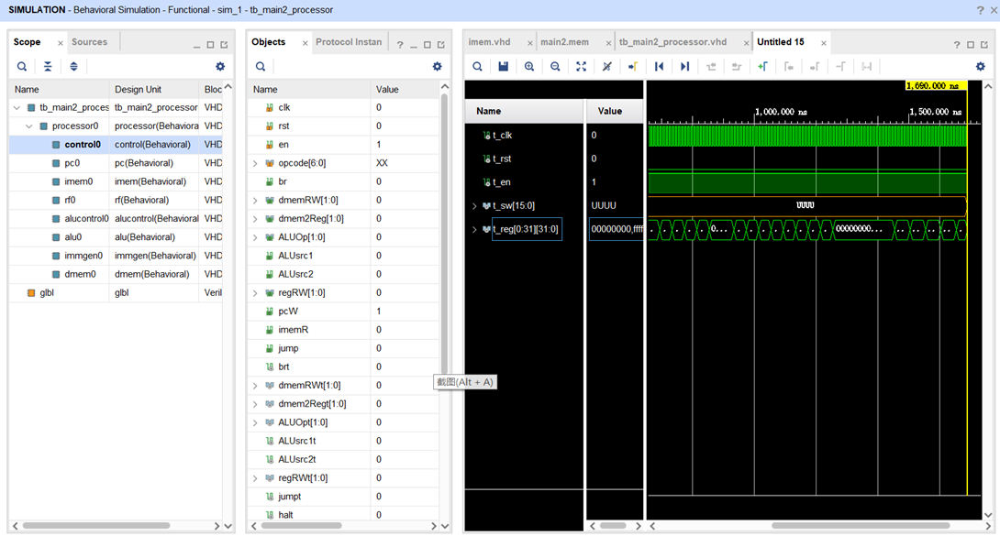 SIMULATION - Behavioral Simulation - Functional - sim_1 - tb_main2_processor
Scope
Sources
Name
Design Unit
Bloc
tb_main2_proces
tb_main2_processor
VHD
processor0
processor(Behaviora
VHD
control0
control(Behavioral)
VHD
pc0
pc(Behavioral)
VHD
imem0
imem(Behavioral)
VHD
rf0
rf(Behavioral)
VHD
alucontrol0
alucontrol(Behavioral
VHD
alu0
alu(Behavioral)
VHD
immgen0
immgen(Behavioral)
VHD
dmem0
dmem(Behavioral)
VHD
glbl
glbl
Veril
Objects
Protocol Instan
Name
Value
clk
0
rst
0
en
1
opcode[6:0]
XX
br
0
dmemRW[1:0]
0
dmem2Reg[1:0]
0
ALUOp[1:0]
0
ALUsrc1
0
ALUsrc2
0
regRW[1:0]
0
pcW
1
imemR
0
jump
0
brt
0
dmemRWt[1:0]
0
dmem2Regt[1:0]
0
ALUOpt[1:0]
0
ALUsrc1t
0
ALUsrc2t
0
regRWt[1:0]
0
jumpt
0
halt
0
截图(Alt + A)
imem.vhd
main2.mem
tb_main2_processor.vhd
Untitled 15
Name
Value
t_clk
0
t_rst
0
t_en
1
t_sw[15:0]
UUUU
t_reg[0:31][31:0]
00000000,ffff
1,690.000 ns
1,000.000 ns
1,500.000 ns
UUUU
0...
00000000...